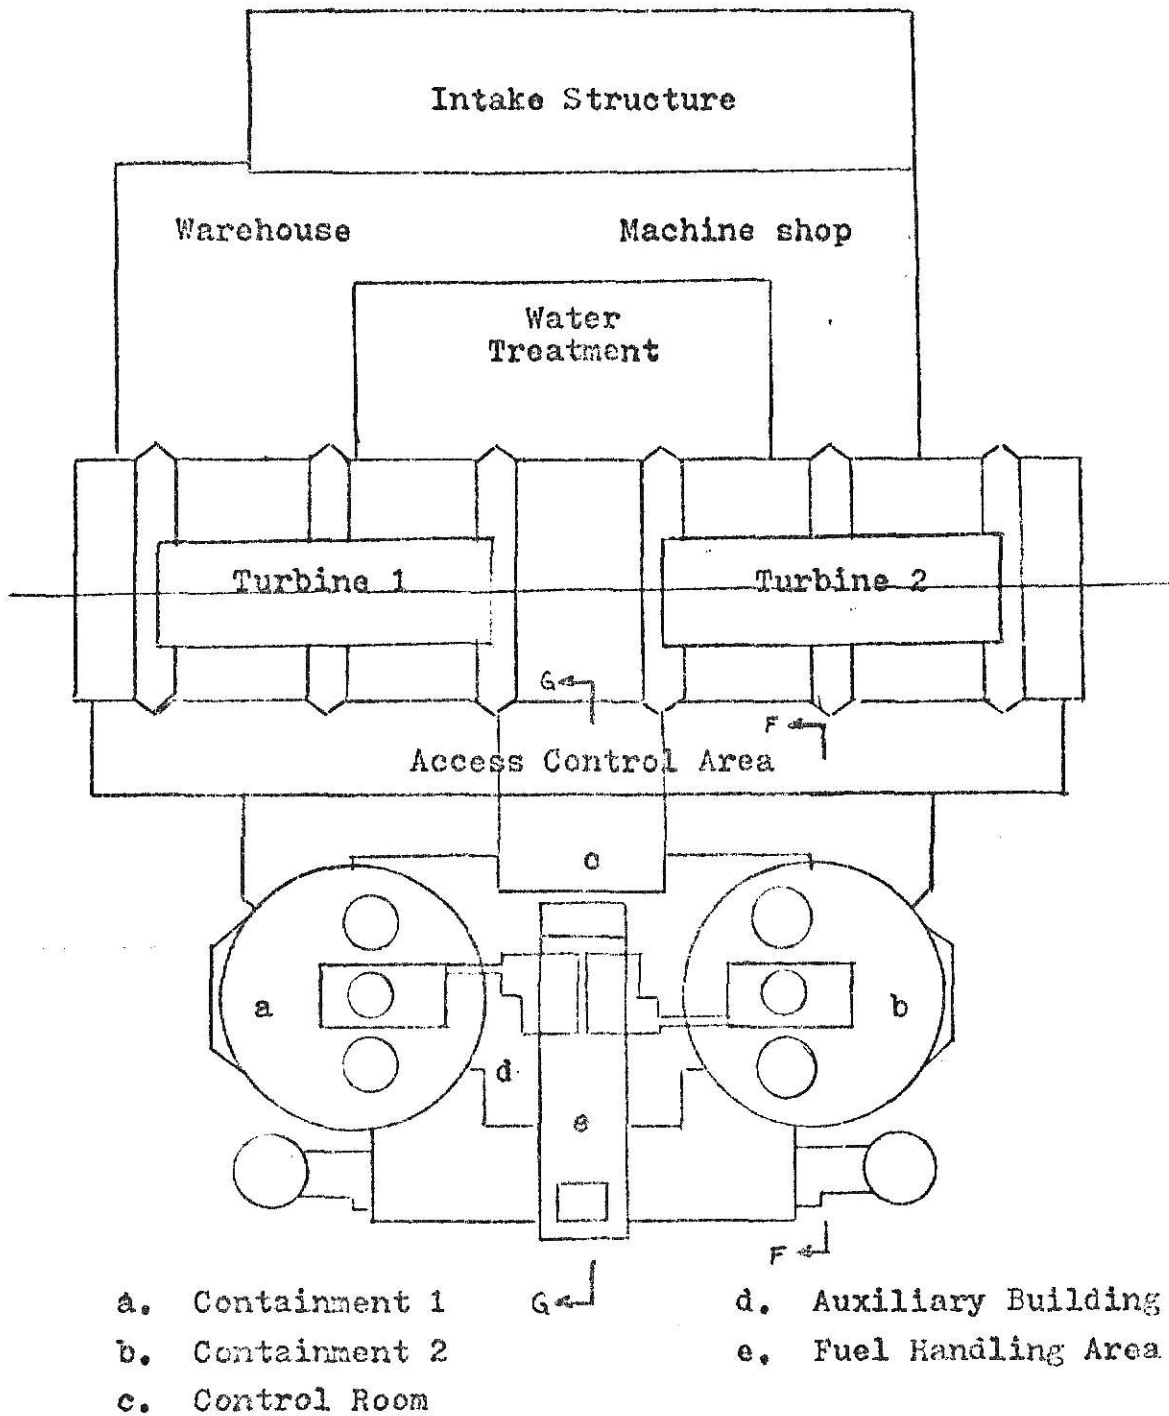 Intake Structure
Warehouse
Machine shop
Water
Treatment
Turbine 1
Turbine 2
G
F
Access Control Area
c
a
b
d
e
F
G
a. Containment 1
b. Containment 2
c. Control Room
d. Auxiliary Building
e. Fuel Handling Area